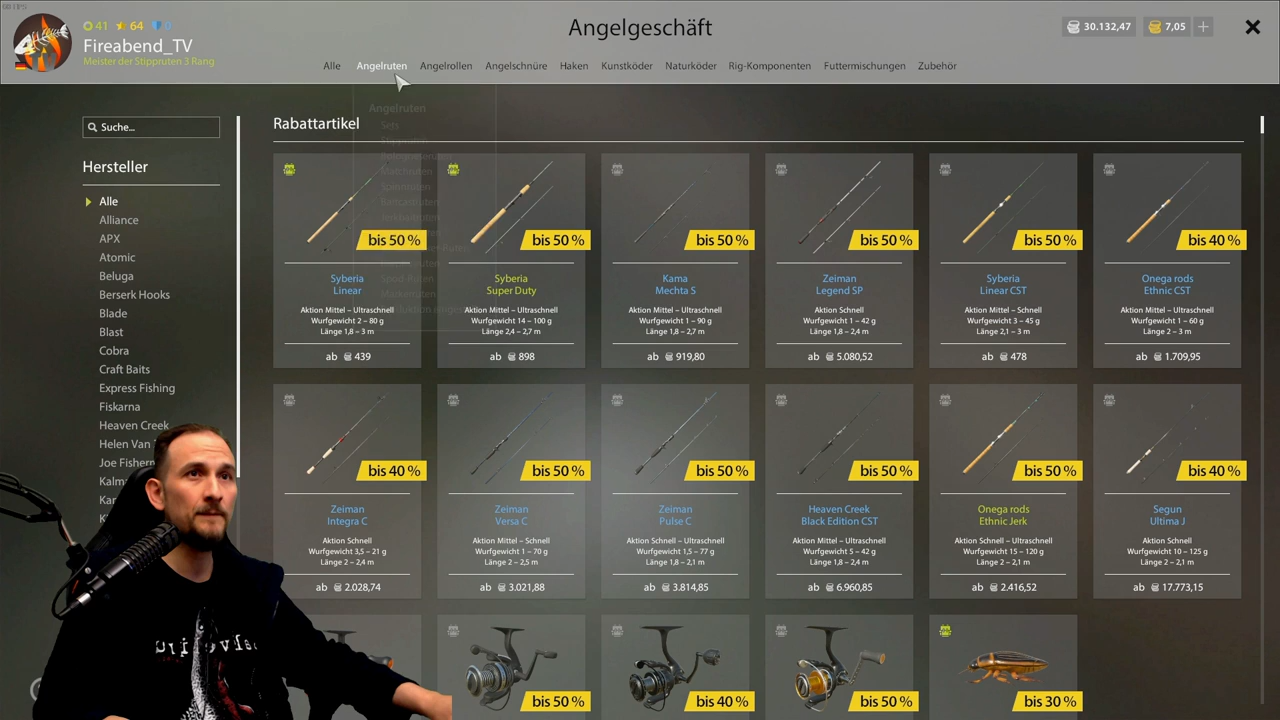 68 FPS
41 64 0
Fireabend_TV
Meister der Stippruten 3 Rang
Angelgeschäft
30.132,47
7,05 +
Alle Angelruten Angelrollen Angelschnüre Haken Kunstköder Naturköder Rig-Komponenten Futtermischungen Zubehör
Angelruten
Sets
Stippruten
Matchruten
Spinnruten
Suche...
Hersteller
Alle
Alliance
APX
Atomic
Beluga
Berserk Hooks
Blade
Blast
Cobra
Craft Baits
Express Fishing
Fiskarna
Heaven Creek
Helen Van
Joe Fishern
Rabattartikel
bis 50 %
Syberia
Linear
Aktion Mittel – Ultraschnell
Wurfgewicht 2 – 80 g
Länge 1,8 – 3 m
ab 439
bis 50 %
Syberia
Super Duty
Aktion Mittel – Ultraschnell
Wurfgewicht 14 – 100 g
Länge 2,4 – 2,7 m
ab 898
bis 50 %
Kama
Mechta S
Aktion Mittel – Ultraschnell
Wurfgewicht 1 – 90 g
Länge 1,8 – 2,7 m
ab 919,80
bis 50 %
Zeiman
Legend SP
Aktion Schnell
Wurfgewicht 1 – 42 g
Länge 1,8 – 2,4 m
ab 5.080,52
bis 50 %
Syberia
Linear CST
Aktion Mittel – Schnell
Wurfgewicht 3 – 45 g
Länge 2,1 – 3 m
ab 478
bis 40 %
Onega rods
Ethnic CST
Aktion Mittel – Ultraschnell
Wurfgewicht 1 – 60 g
Länge 2 – 3 m
ab 1.709,95
bis 40 %
Zeiman
Integra C
Aktion Schnell
Wurfgewicht 3,5 – 21 g
Länge 2 – 2,4 m
ab 2.028,74
bis 50 %
Zeiman
Versa C
Aktion Mittel – Schnell
Wurfgewicht 1 – 70 g
Länge 2 – 2,5 m
ab 3.021,88
bis 50 %
Zeiman
Pulse C
Aktion Schnell – Ultraschnell
Wurfgewicht 1,5 – 77 g
Länge 1,8 – 2,1 m
ab 3.814,85
bis 50 %
Heaven Creek
Black Edition CST
Aktion Mittel – Ultraschnell
Wurfgewicht 5 – 42 g
Länge 1,8 – 2,4 m
ab 6.960,85
bis 50 %
Onega rods
Ethnic Jerk
Aktion Schnell – Ultraschnell
Wurfgewicht 15 – 120 g
Länge 2 – 2,1 m
ab 2.416,52
bis 40 %
Segun
Ultima J
Aktion Schnell
Wurfgewicht 10 – 125 g
Länge 2 – 2,1 m
ab 17.773,15
bis 50 %
bis 40 %
bis 50 %
bis 30 %